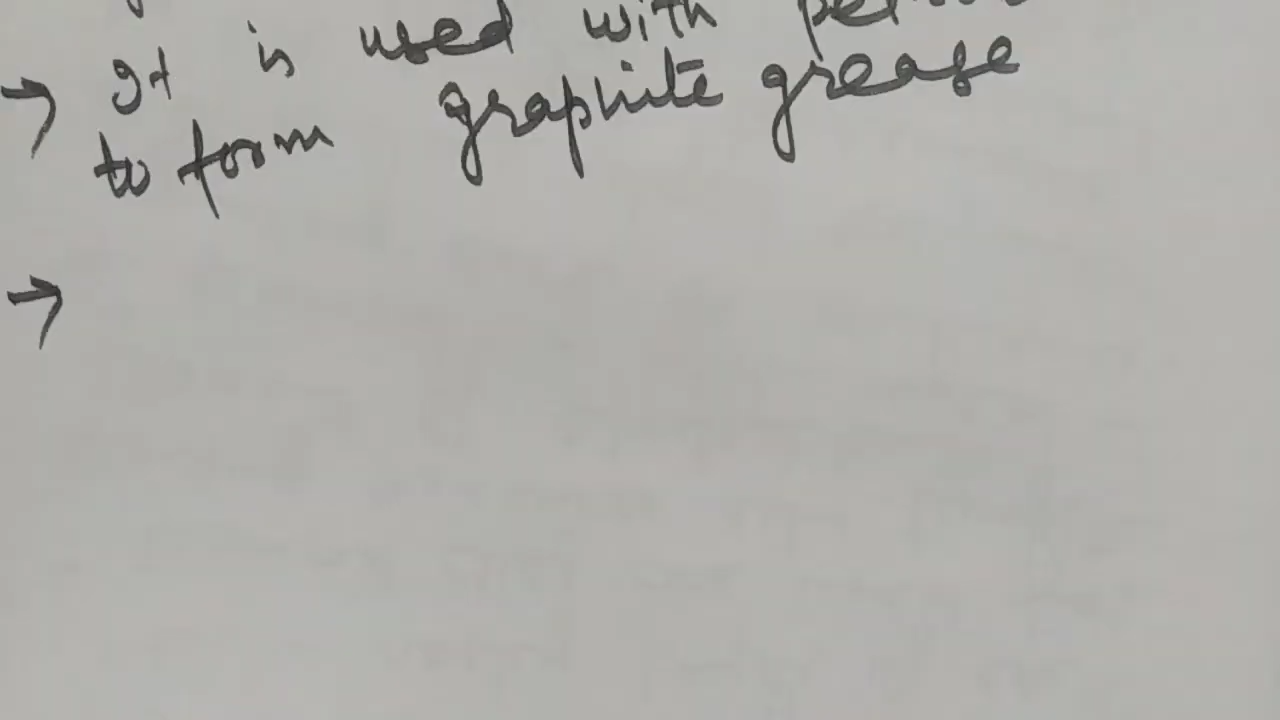 → It is used with
to form graphite grease
→